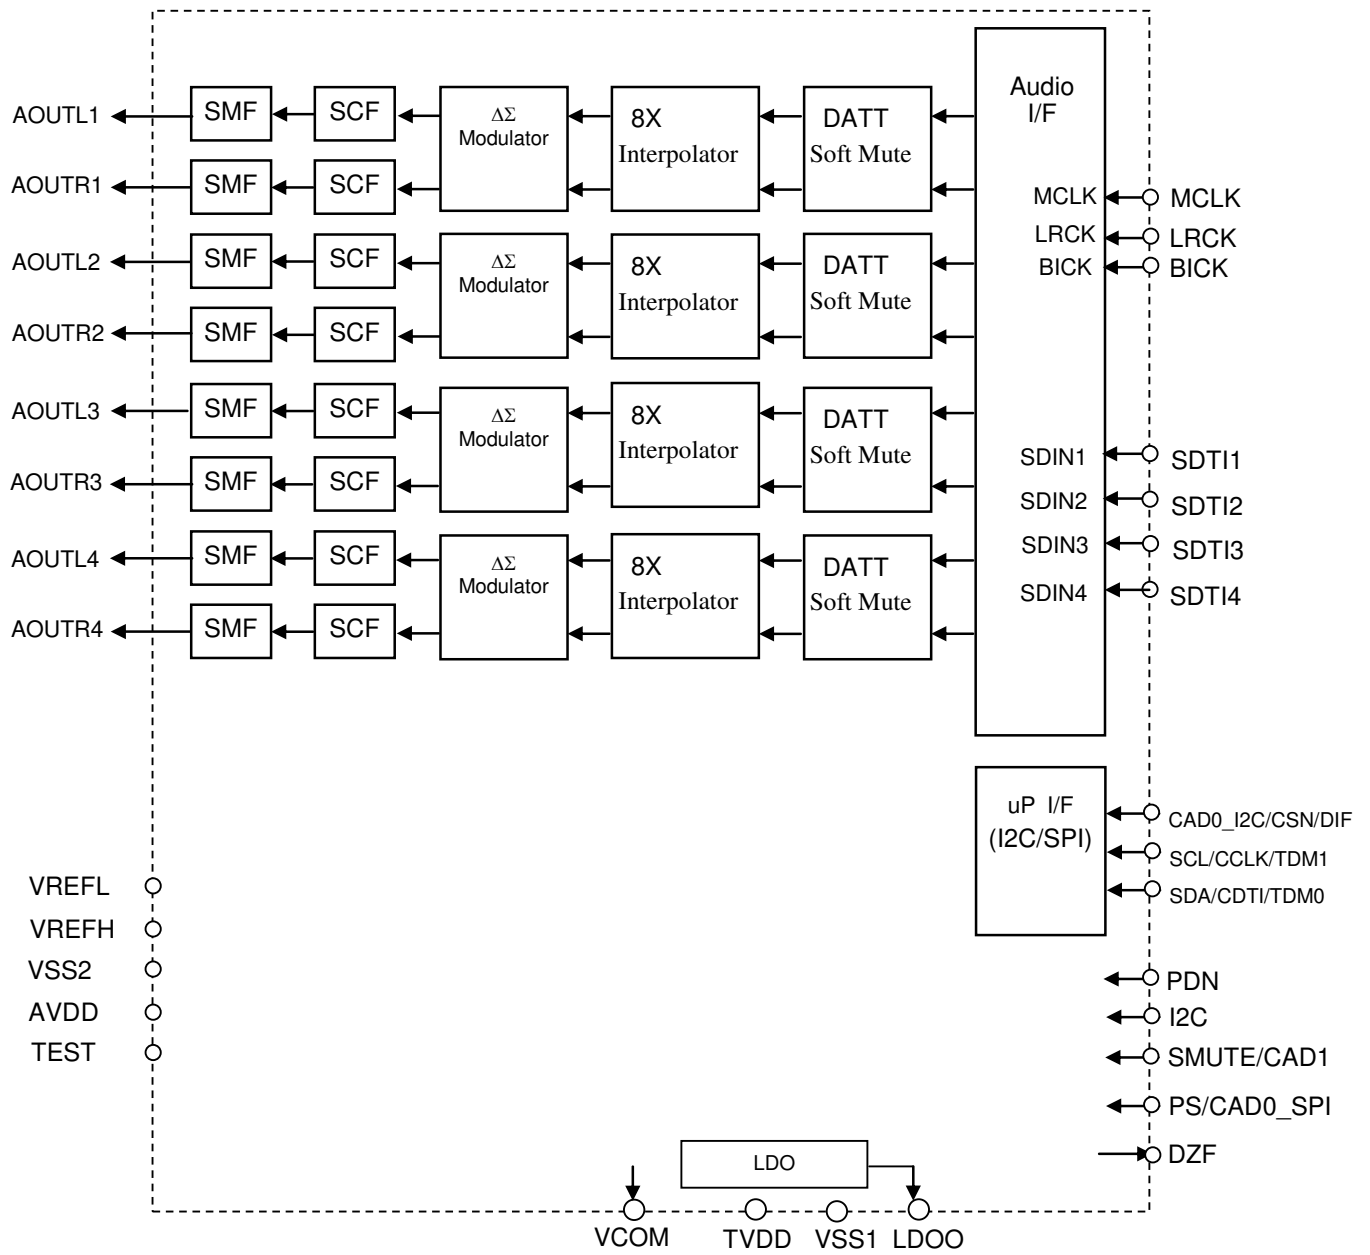 Audio
I/F
AOUTL1
SMF
SCF
ΔΣ
Modulator
8X
Interpolator
DATT
Soft Mute
AOUTR1
SMF
SCF
MCLK
MCLK
LRCK
LRCK
BICK
BICK
AOUTL2
SMF
SCF
ΔΣ
Modulator
8X
Interpolator
DATT
Soft Mute
AOUTR2
SMF
SCF
AOUTL3
SMF
SCF
ΔΣ
Modulator
8X
Interpolator
DATT
Soft Mute
AOUTR3
SMF
SCF
SDIN1
SDTI1
SDIN2
SDTI2
SDIN3
SDTI3
SDIN4
SDTI4
AOUTL4
SMF
SCF
ΔΣ
Modulator
8X
Interpolator
DATT
Soft Mute
AOUTR4
SMF
SCF
uP I/F
(I2C/SPI)
CAD0_I2C/CSN/DIF
SCL/CCLK/TDM1
SDA/CDTI/TDM0
VREFL
VREFH
VSS2
AVDD
TEST
PDN
I2C
SMUTE/CAD1
PS/CAD0_SPI
DZF
LDO
VCOM
TVDD
VSS1
LDOO